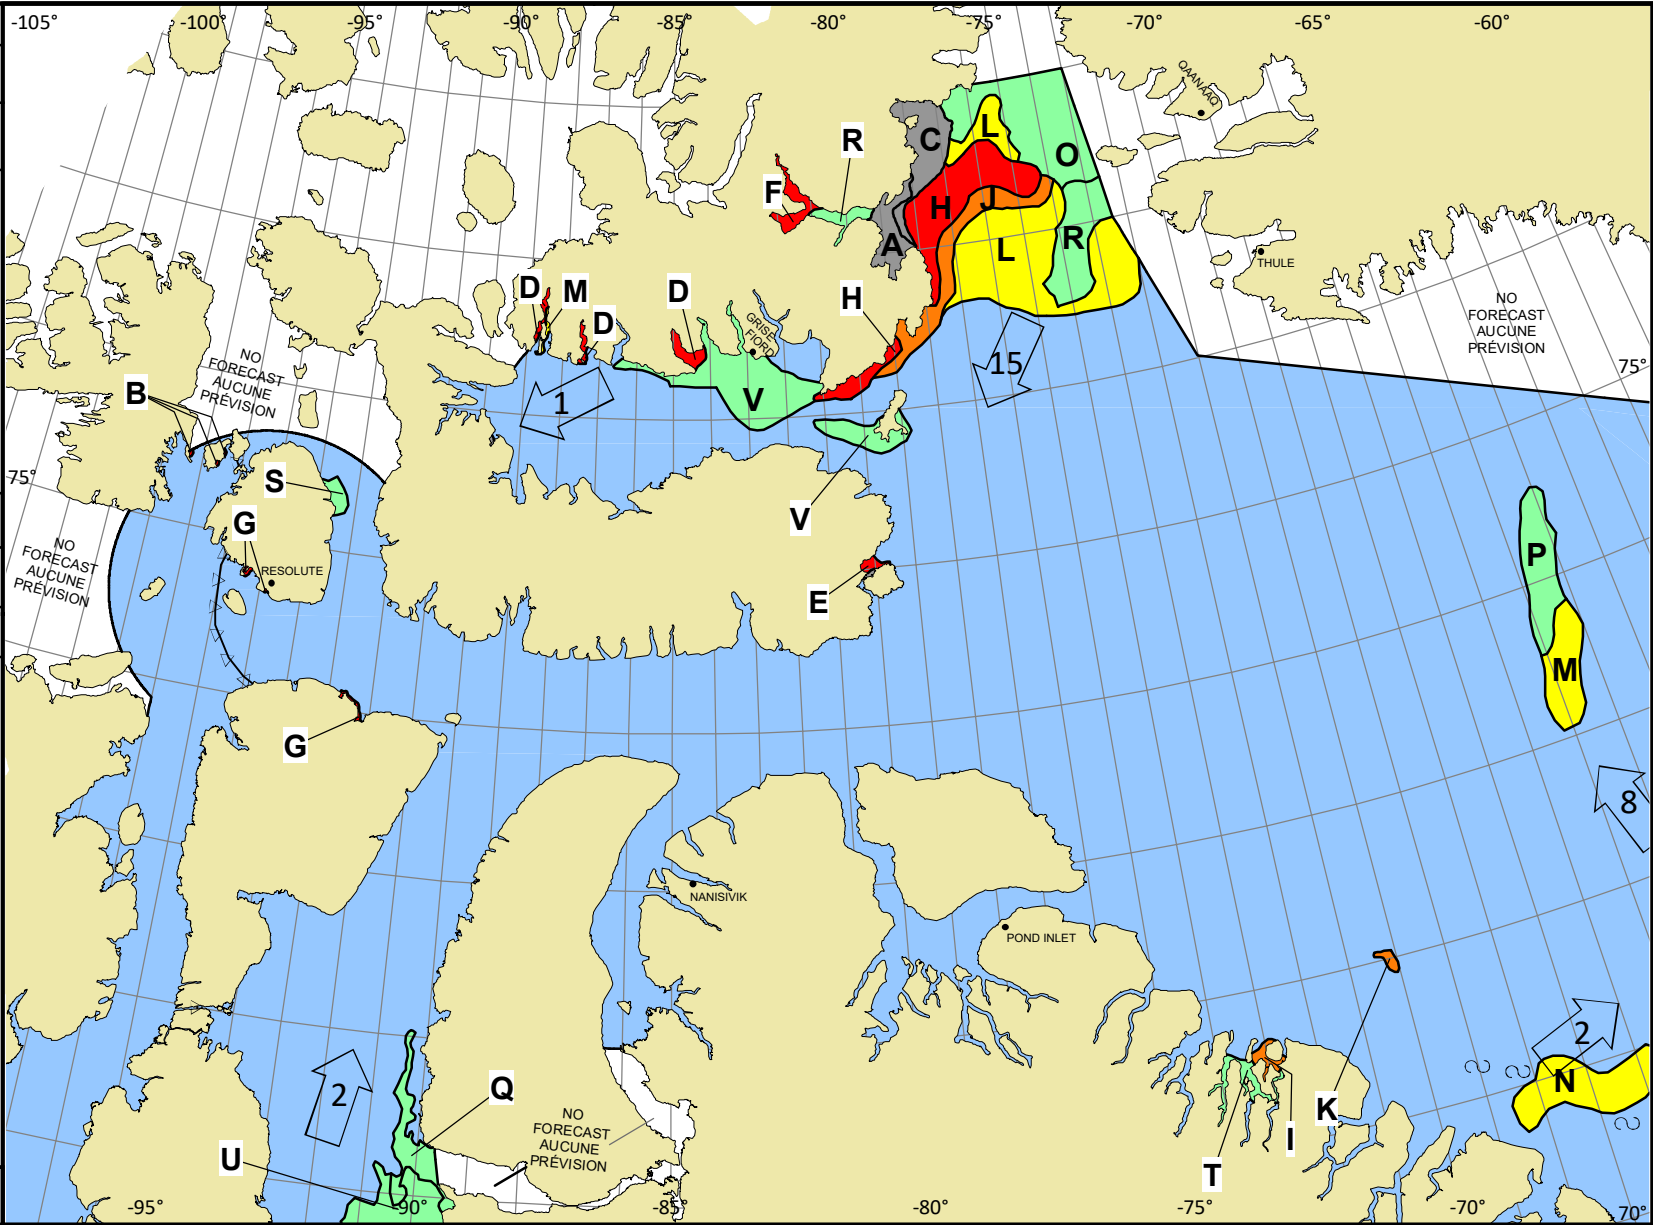 -105° -100° -95° -90° -85° -80° -75° -70° -65° -60°
QAANAAQ
C
L
R
O
F
H
J
A
L
R
THULE
D
M
D
H
D
GRISE
FIORD
NO
FORECAST
AUCUNE
PRÉVISION
15
NO
FORECAST
AUCUNE
PRÉVISION
75°
B
1
V
S
75°
G
V
NO
FORECAST
AUCUNE
PRÉVISION
RESOLUTE
P
E
M
G
8
NANISIVIK
POND INLET
2
N
2
Q
K
NO
FORECAST
AUCUNE
PRÉVISION
I
U
T
-95° -90° -85° -80° -75° -70° 70°